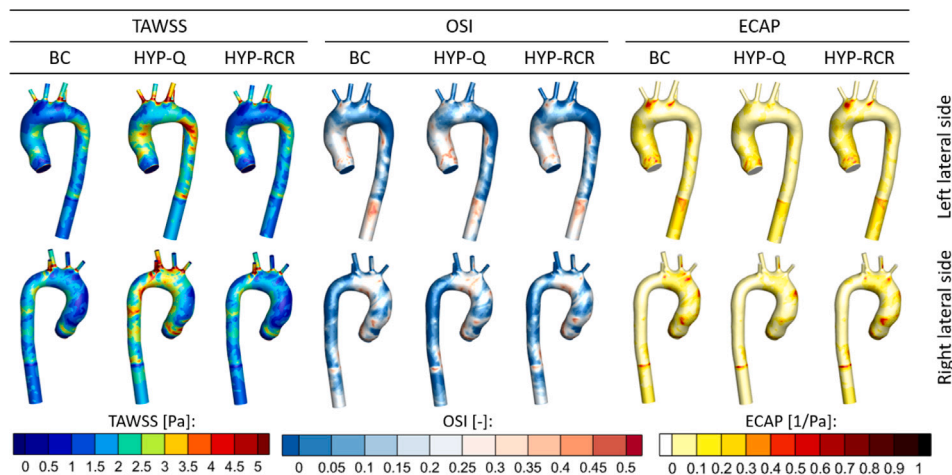 TAWSS OSI ECAP
BC HYP-Q HYP-RCR BC HYP-Q HYP-RCR BC HYP-Q HYP-RCR
Left lateral side
Right lateral side
TAWSS [Pa]: OSI [-]: ECAP [1/Pa]:
0 0.5 1 1.5 2 2.5 3 3.5 4 4.5 5 0 0.05 0.1 0.15 0.2 0.25 0.3 0.35 0.4 0.45 0.5 0 0.1 0.2 0.3 0.4 0.5 0.6 0.7 0.8 0.9 1